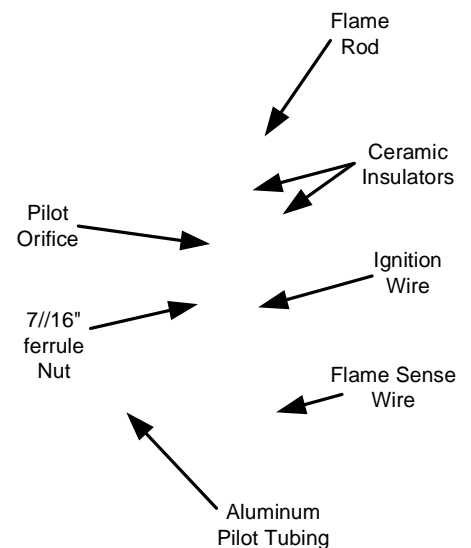 Flame
Rod
Ceramic
Insulators
Pilot
Orifice
Ignition
Wire
7//16"
ferrule
Nut
Flame Sense
Wire
Aluminum
Pilot Tubing